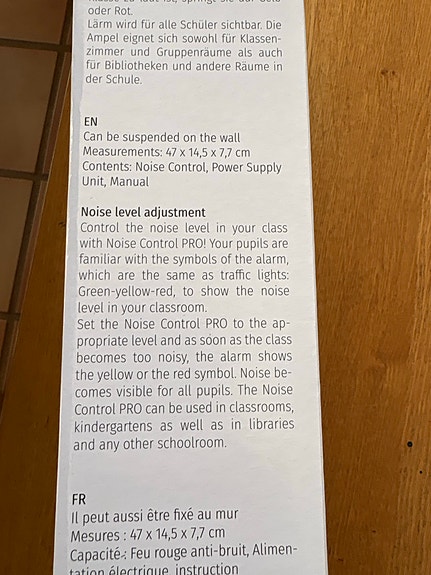 oder Rot.
Lärm wird für alle Schüler sichtbar. Die
Ampel eignet sich sowohl für Klassen-
zimmer und Gruppenräume als auch
für Bibliotheken und andere Räume in
der Schule.
EN
Can be suspended on the wall
Measurements: 47 x 14,5 x 7,7 cm
Contents: Noise Control, Power Supply
Unit, Manual
Noise level adjustment
Control the noise level in your class
with Noise Control PRO! Your pupils are
familiar with the symbols of the alarm,
which are the same as traffic lights:
Green-yellow-red, to show the noise
level in your classroom.
Set the Noise Control PRO to the ap-
propriate level and as soon as the class
becomes too noisy, the alarm shows
the yellow or the red symbol. Noise be-
comes visible for all pupils. The Noise
Control PRO can be used in classrooms,
kindergartens as well as in libraries
and any other schoolroom.
FR
Il peut aussi être fixé au mur
Mesures : 47 x 14,5 x 7,7 cm
Capacité.: Feu rouge anti-bruit, Alimen-
tation électrique, instruction